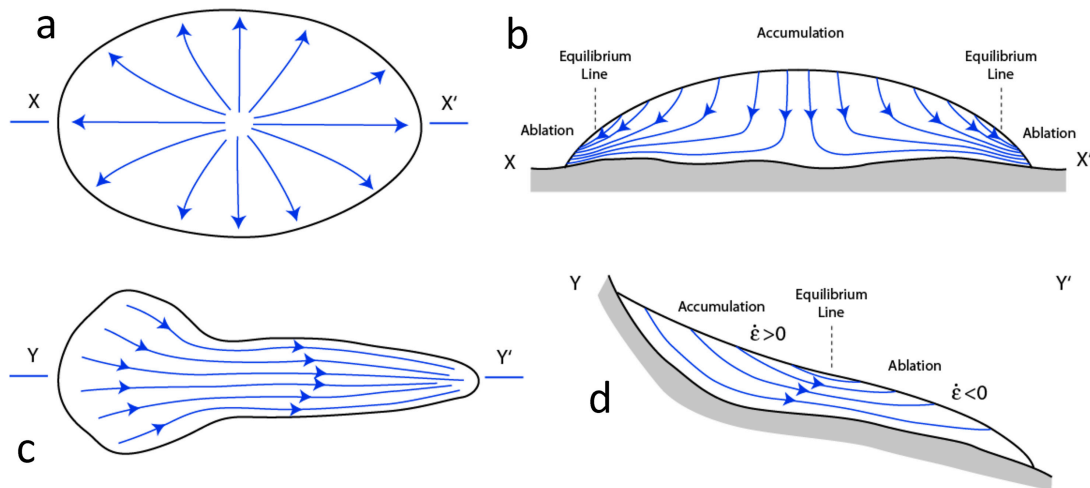 a
X
X'
b
Accumulation
Equilibrium
Line
Equilibrium
Line
Ablation
Ablation
X
X'
c
Y
Y'
d
Y
Y'
Accumulation
Equilibrium
Line
ε̇>0
Ablation
ε̇<0